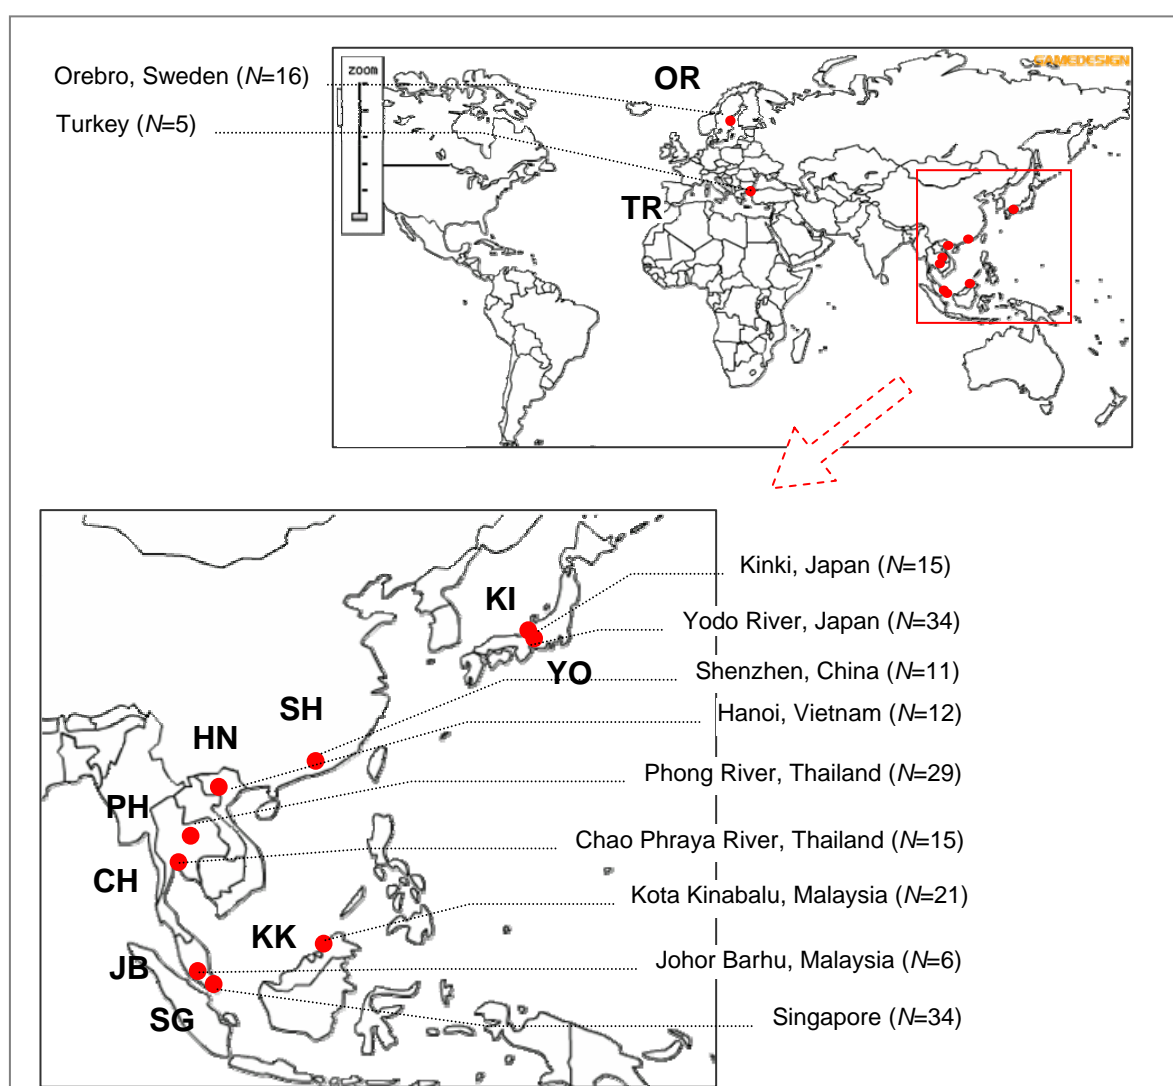 Orebro, Sweden (N=16)
Turkey (N=5)
zoom
GAMEDESIGN
OR
TR
Kinki, Japan (N=15)
KI
Yodo River, Japan (N=34)
YO
Shenzhen, China (N=11)
SH
Hanoi, Vietnam (N=12)
HN
Phong River, Thailand (N=29)
PH
Chao Phraya River, Thailand (N=15)
CH
Kota Kinabalu, Malaysia (N=21)
KK
Johor Barhu, Malaysia (N=6)
JB
Singapore (N=34)
SG